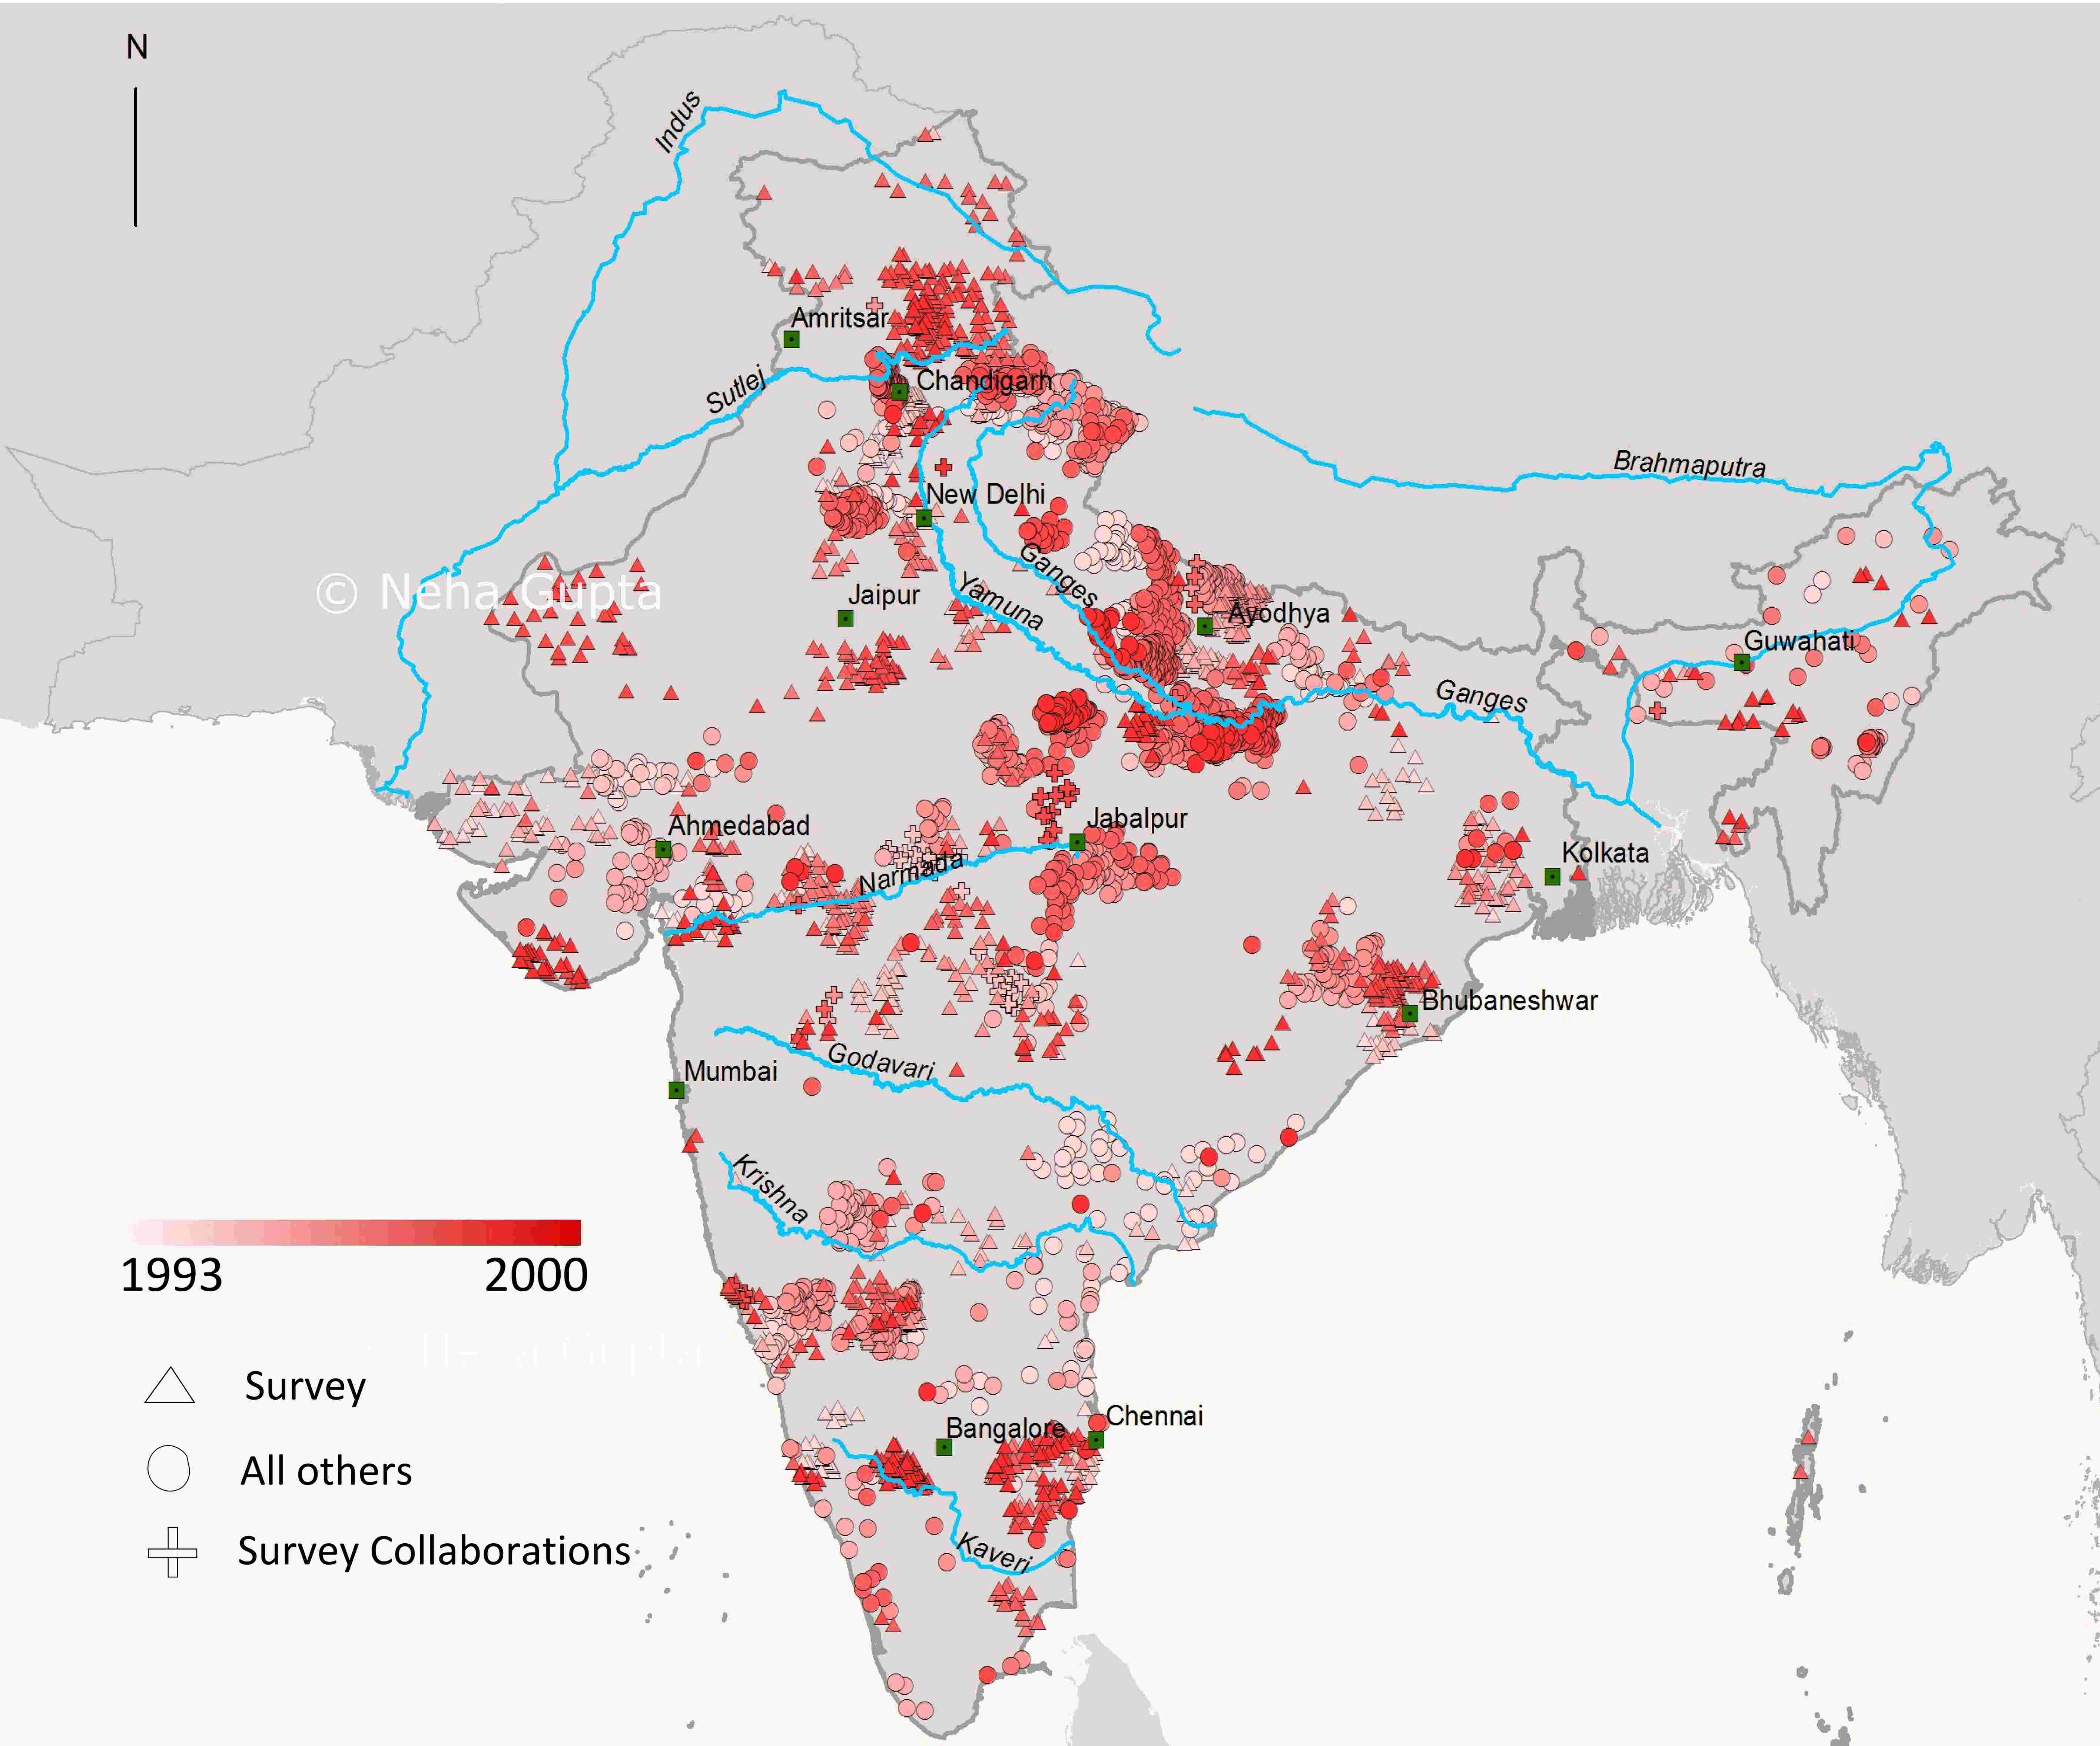 N
Indus
Amritsar
Chandigarh
Sutlej
Brahmaputra
New Delhi
Ganges
© Neha Gupta
Jaipur
Yamuna
Ayodhya
Guwahati
Ganges
Ahmedabad
Jabalpur
Kolkata
Narmada
Bhubaneshwar
Godavari
Mumbai
Krishna
1993 2000
Survey
Chennai
Bangalore
All others
Kaveri
Survey Collaborations